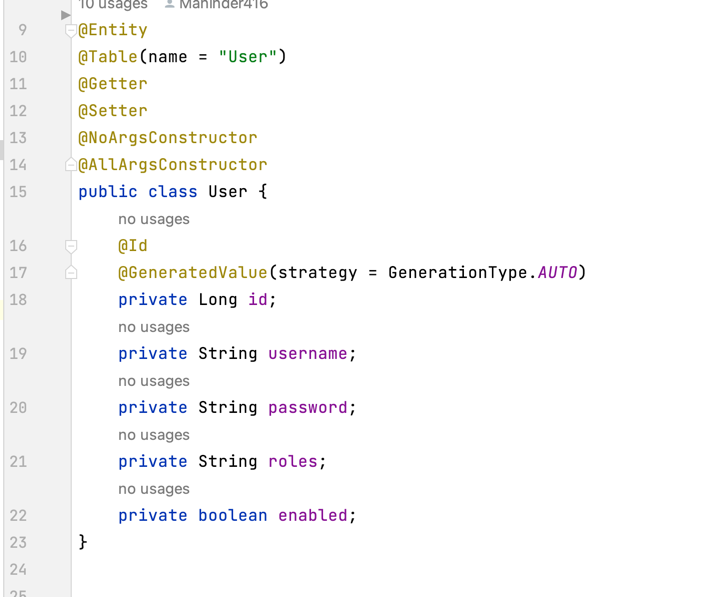 10 usages Maninder416
9 @Entity
10 @Table(name = "User")
11 @Getter
12 @Setter
13 @NoArgsConstructor
14 @AllArgsConstructor
15 public class User {
no usages
16 @Id
17 @GeneratedValue(strategy = GenerationType.AUTO)
18 private Long id;
no usages
19 private String username;
no usages
20 private String password;
no usages
21 private String roles;
no usages
22 private boolean enabled;
23 }
24
25